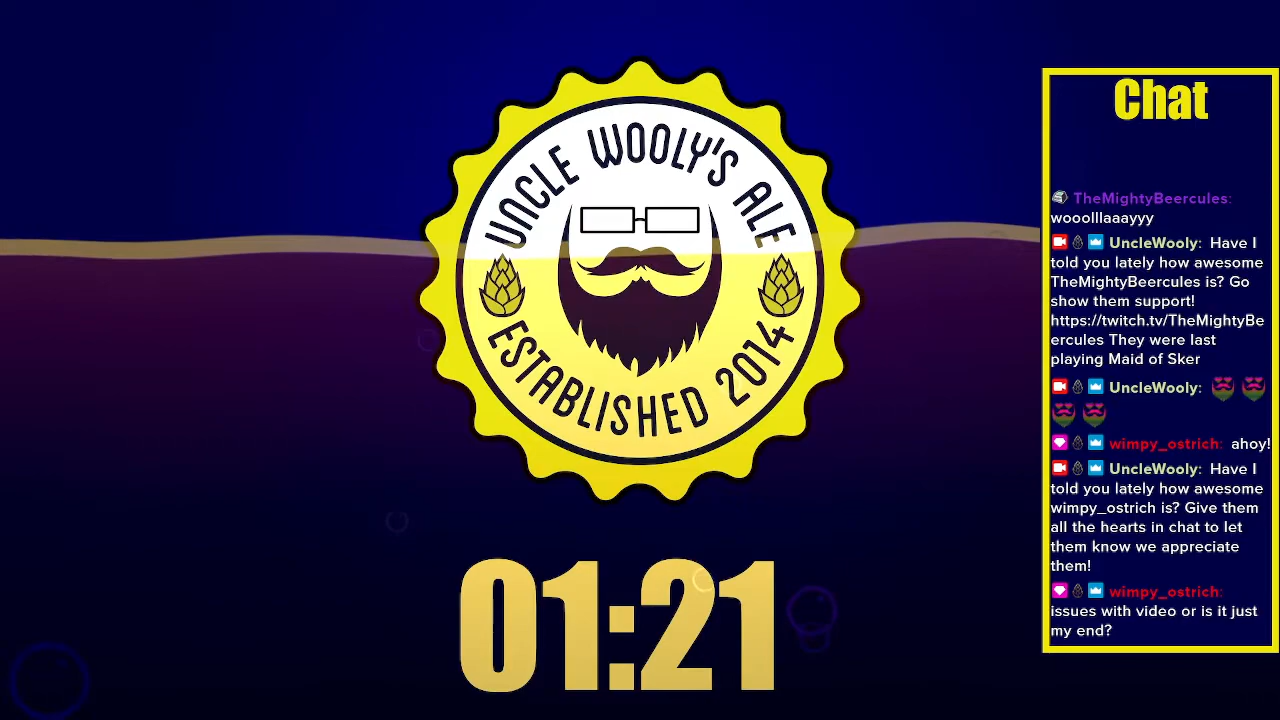 UNCLE WOOLY'S ALE
ESTABLISHED 2014
01:21
Chat
TheMightyBeercules:
wooolllaaayyy
UncleWooly: Have I
told you lately how awesome
TheMightyBeercules is? Go
show them support!
https://twitch.tv/TheMightyBe
ercules They were last
playing Maid of Sker
UncleWooly:
wimpy_ostrich: ahoy!
UncleWooly: Have I
told you lately how awesome
wimpy_ostrich is? Give them
all the hearts in chat to let
them know we appreciate
them!
wimpy_ostrich:
issues with video or is it just
my end?